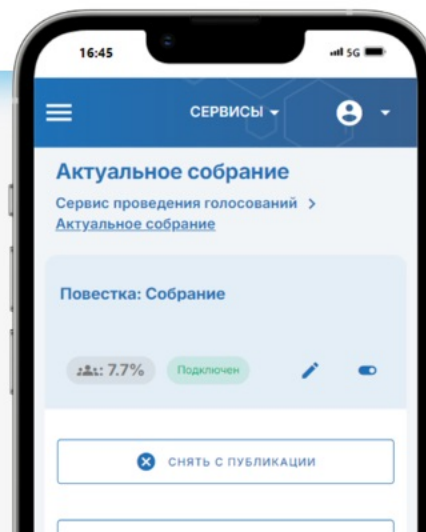 16:45
5G
СЕРВИСЫ
Актуальное собрание
Сервис проведения голосований >
Актуальное собрание
Повестка: Собрание
: 7.7% Подключен
СНЯТЬ С ПУБЛИКАЦИИ